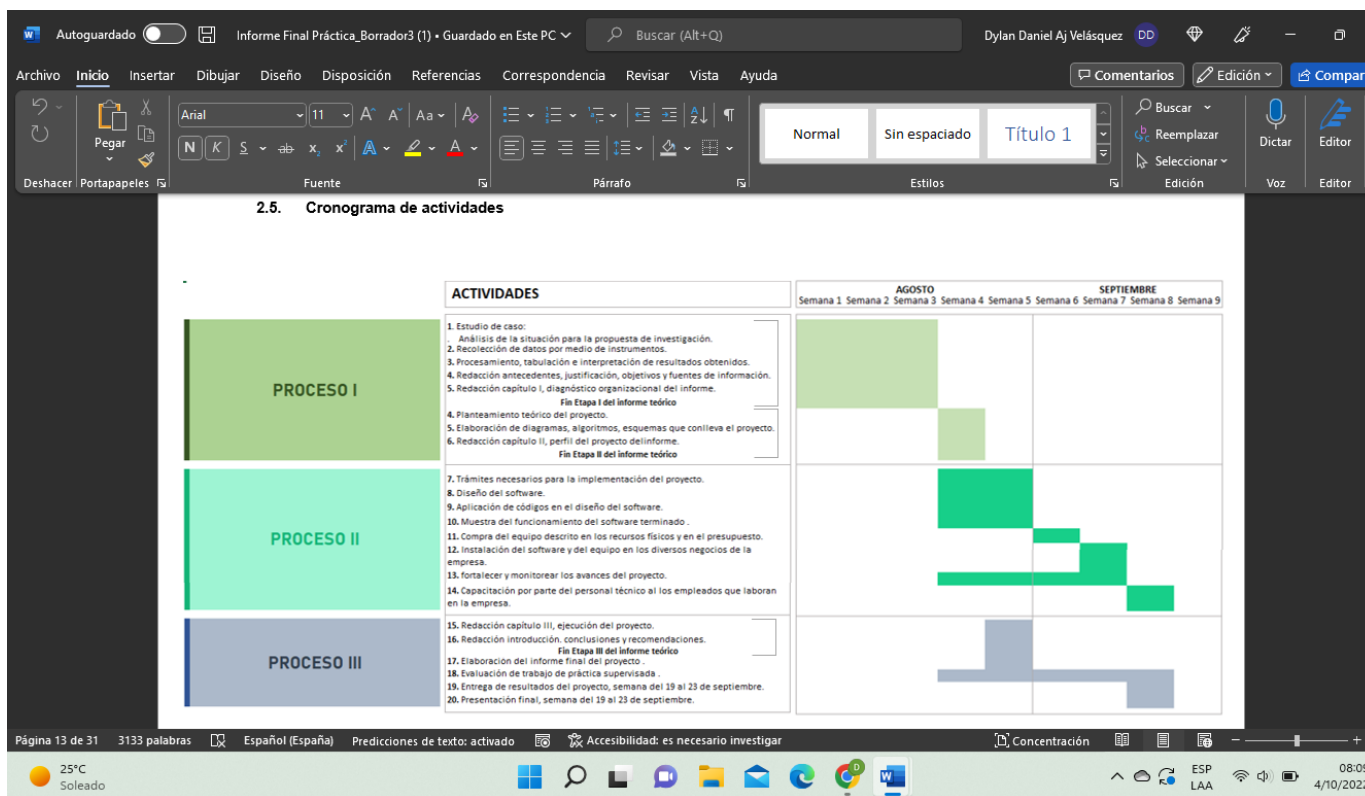 Autoguardado Informe Final Práctica_Borrador3 (1) • Guardado en Este PC Buscar (Alt+Q) Dylan Daniel Aj Velásquez DD
Archivo Inicio Insertar Dibujar Diseño Disposición Referencias Correspondencia Revisar Vista Ayuda Comentarios Edición Compar
Arial 11 Buscar
Pegar Normal Sin espaciado Título 1 Reemplazar Dictar Editor
N K S Seleccionar
Deshacer Portapapeles Fuente Párrafo Estilos Edición Voz Editor
2.5. Cronograma de actividades
ACTIVIDADES
AGOSTO SEPTIEMBRE
Semana 1 Semana 2 Semana 3 Semana 4 Semana 5 Semana 6 Semana 7 Semana 8 Semana 9
PROCESO I
1. Estudio de caso:
. Análisis de la situación para la propuesta de investigación.
2. Recolección de datos por medio de instrumentos.
3. Procesamiento, tabulación e interpretación de resultados obtenidos.
4. Redacción antecedentes, justificación, objetivos y fuentes de información.
5. Redacción capítulo I, diagnóstico organizacional del informe.
Fin Etapa I del informe teórico
4. Planteamiento teórico del proyecto.
5. Elaboración de diagramas, algoritmos, esquemas que conlleva el proyecto.
6. Redacción capítulo II, perfil del proyecto delinforme.
Fin Etapa II del informe teórico
PROCESO II
7. Trámites necesarios para la implementación del proyecto.
8. Diseño del software.
9. Aplicación de códigos en el diseño del software.
10. Muestra del funcionamiento del software terminado .
11. Compra del equipo descrito en los recursos físicos y en el presupuesto.
12. Instalación del software y del equipo en los diversos negocios de la
empresa.
13. fortalecer y monitorear los avances del proyecto.
14. Capacitación por parte del personal técnico al los empleados que laboran
en la empresa.
PROCESO III
15. Redacción capítulo III, ejecución del proyecto.
16. Redacción introducción. conclusiones y recomendaciones.
Fin Etapa III del informe teórico
17. Elaboración del informe final del proyecto .
18. Evaluación de trabajo de práctica supervisada .
19. Entrega de resultados del proyecto, semana del 19 al 23 de septiembre.
20. Presentación final, semana del 19 al 23 de septiembre.
Página 13 de 31 3133 palabras Español (España) Predicciones de texto: activado Accesibilidad: es necesario investigar Concentración
25°C ESP 08:09
Soleado LAA 4/10/202